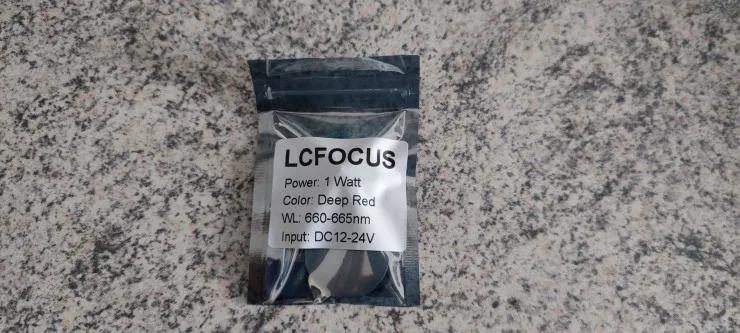 LCFOCUS
Power: 1 Watt
Color: Deep Red
WL: 660-665nm
Input: DC12-24V